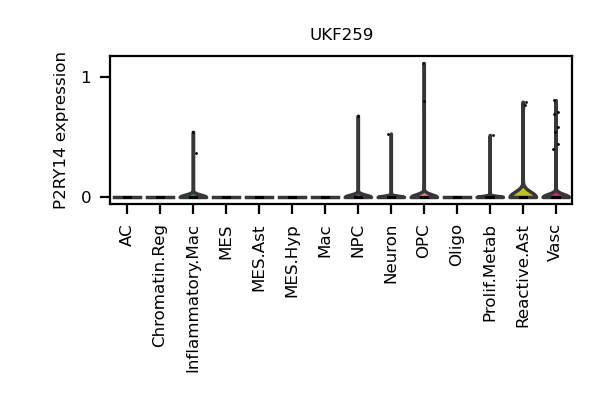 UKF259
P2RY14 expression
1
0
AC
Chromatin.Reg
Inflammatory.Mac
MES
MES.Ast
MES.Hyp
Mac
NPC
Neuron
OPC
Oligo
Prolif.Metab
Reactive.Ast
Vasc